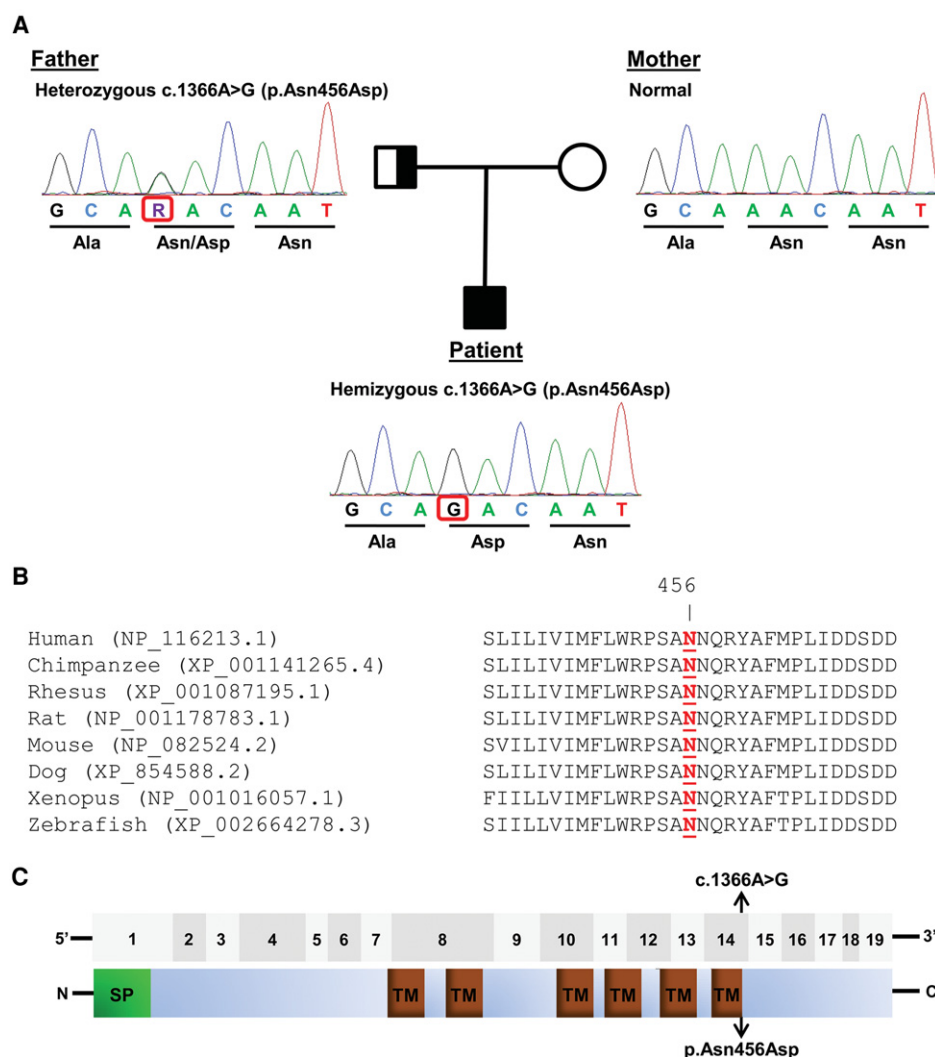 A
Father
Heterozygous c.1366A>G (p.Asn456Asp)
G C A R A C A A T
Ala Asn/Asp Asn
Mother
Normal
G C A A A C A A T
Ala Asn Asn
Patient
Hemizygous c.1366A>G (p.Asn456Asp)
G C A G A C A A T
Ala Asp Asn
B
456
Human (NP_116213.1) SLILIVIMFLWRPSANNQRYAFMPLIDDSDD
Chimpanzee (XP_001141265.4) SLILIVIMFLWRPSANNQRYAFMPLIDDSDD
Rhesus (XP_001087195.1) SLILIVIMFLWRPSANNQRYAFMPLIDDSDD
Rat (NP_001178783.1) SLILIVIMFLWRPSANNQRYAFMPLIDDSDD
Mouse (NP_082524.2) SVILIVIMFLWRPSANNQRYAFMPLIDDSDD
Dog (XP_854588.2) SLILIVIMFLWRPSANNQRYAFMPLIDDSDD
Xenopus (NP_001016057.1) FIILLVIMFLWRPSANNQRYAFTPLIDDSDD
Zebrafish (XP_002664278.3) SIILLVIMFLWRPSANNQRYAFTPLIDDSDD
C
c.1366A>G
5' 1 2 3 4 5 6 7 8 9 10 11 12 13 14 15 16 17 18 19 3'
N SP TM TM TM TM TM TM C
p.Asn456Asp